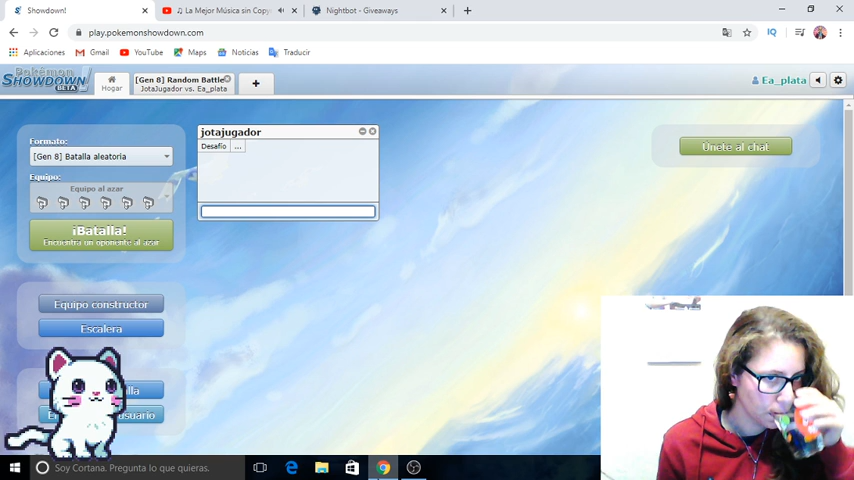 Showdown!
La Mejor Música sin Copy
Nightbot - Giveaways
play.pokemonshowdown.com
Aplicaciones
Gmail
YouTube
Maps
Noticias
Traducir
Pokémon
SHOWDOWN
BETA
Hogar
[Gen 8] Random Battle
JotaJugador vs. Ea_plata
+
Ea_plata
Formato:
[Gen 8] Batalla aleatoria
Equipo:
Equipo al azar
¡Batalla!
Encuentra un oponente al azar
Equipo constructor
Escalera
jotajugador
Desafío
...
Únete al chat
Soy Cortana. Pregunta lo que quieras.